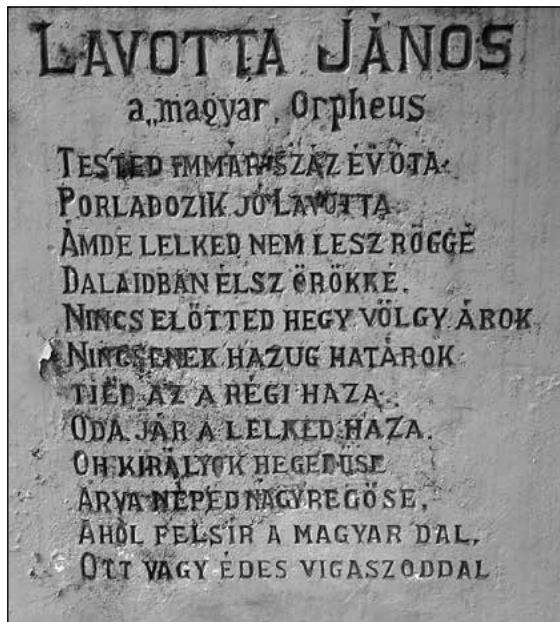 LAVOTTA JÁNOS
a „magyar„ Orpheus
TESTED IMMÁR SZÁZ ÉV ÓTA
PORLADOZIK JÓ LAVOTTA.
ÁMDE LELKED NEM LESZ RÖGGÉ
DALAIDBAN ÉLSZ ÖRÖKKÉ.
NINCS ELŐTTED HEGY VÖLGY ÁROK
NINCSENEK HAZUG HATÁROK
TIÉD AZ A RÉGI HAZA.
ODA JÁR A LELKED HAZA.
OH KIRÁLYOK HEGEDŰSE
ÁRVA NÉPED NAGY REGŐSE,
AHOL FELSÍR A MAGYAR DAL,
OTT VAGY ÉDES VIGASZODDAL